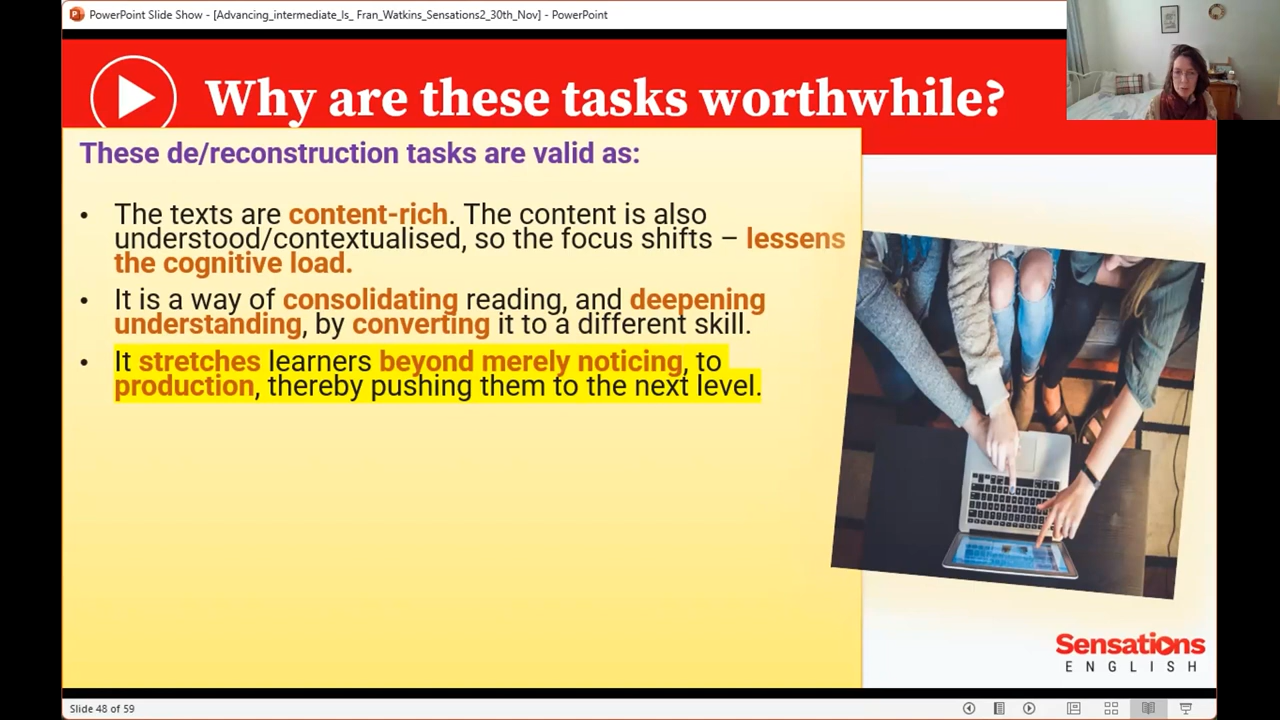 PowerPoint Slide Show - [Advancing_intermediate_ls_ Fran_Watkins_Sensations2_30th_Nov] - PowerPoint
Why are these tasks worthwhile?
These de/reconstruction tasks are valid as:
• The texts are content-rich. The content is also
understood/contextualised, so the focus shifts – lessens
the cognitive load.
• It is a way of consolidating reading, and deepening
understanding, by converting it to a different skill.
• It stretches learners beyond merely noticing, to
production, thereby pushing them to the next level.
Sensations
ENGLISH
Slide 48 of 59